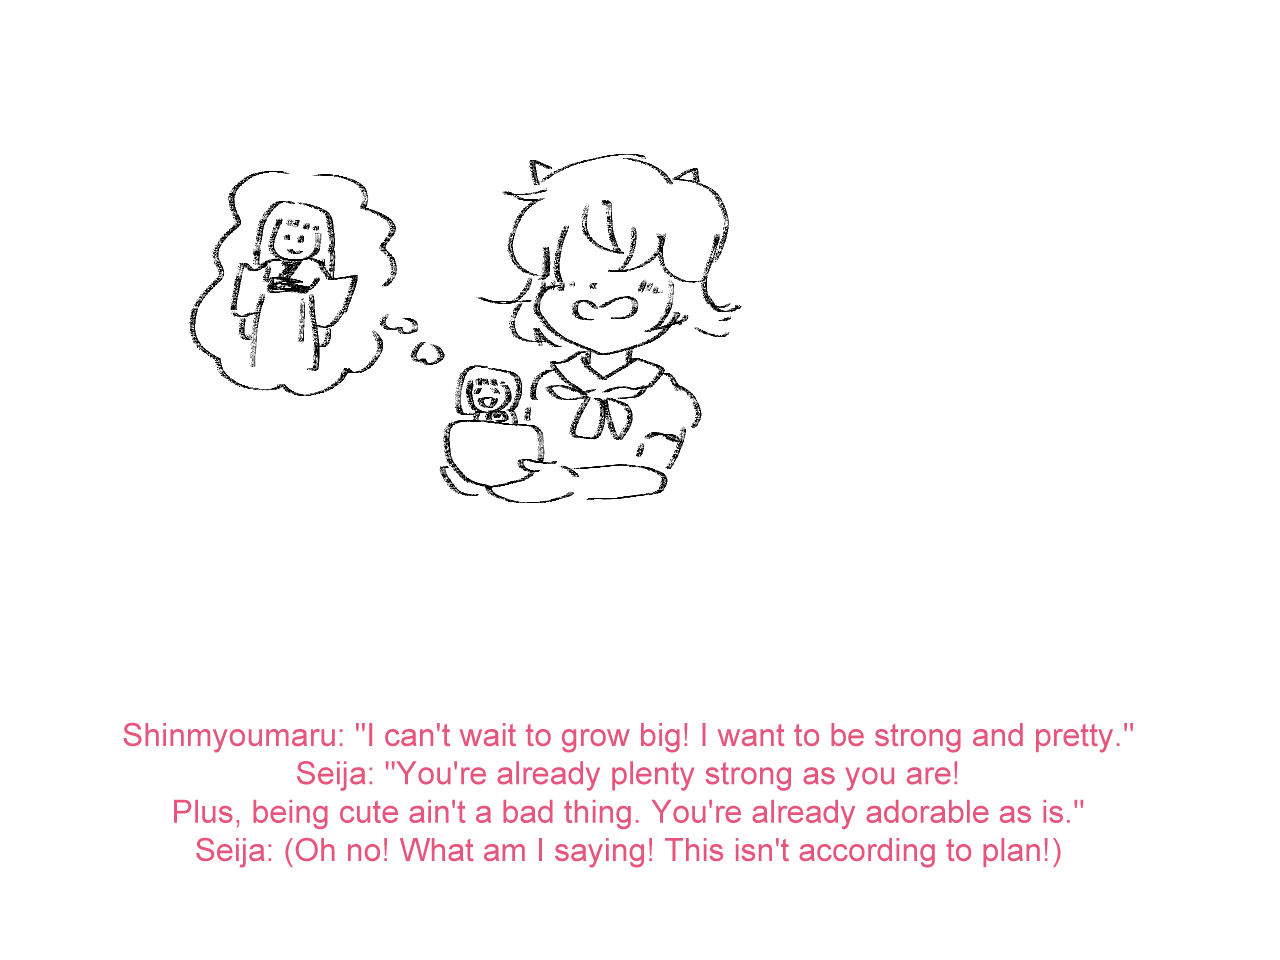 Shinmyoumaru: "I can't wait to grow big! I want to be strong and pretty."
Seija: "You're already plenty strong as you are!
Plus, being cute ain't a bad thing. You're already adorable as is."
Seija: (Oh no! What am I saying! This isn't according to plan!)